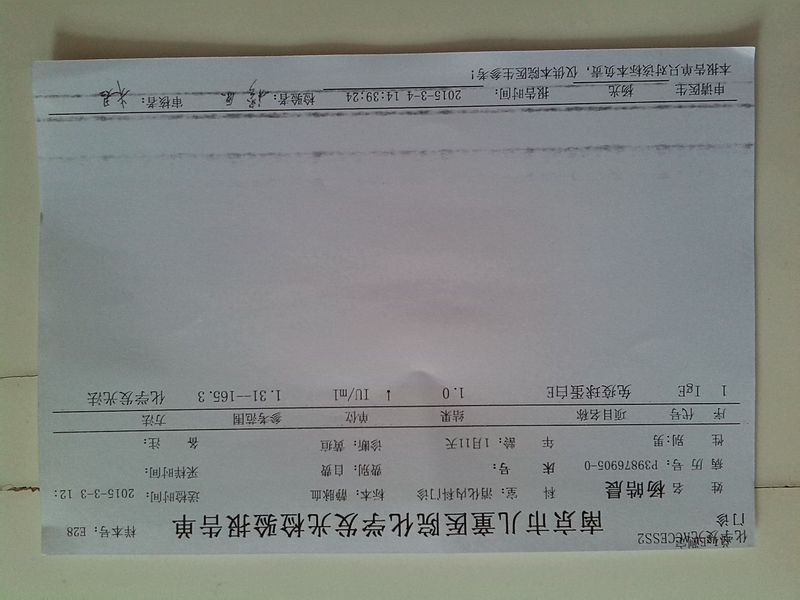 化学发光ACCESS2
门诊
南京市儿童医院化学发光检验报告单
样本号: E28
姓 名 杨皓晨 科 室: 消化内科门诊 标本: 静脉血 送检时间: 2015-3-3 12:
病 历 号: P39876905-0 床 号: 费别: 自费 采样时间:
性 别:男 年 龄: 1月11天 诊断: 黄疸 备 注:
序 代号 项目名称 结果 单位 参考范围 方法
1 IgE 免疫球蛋白E 1.0 ↓ IU/ml 1.31--165.3 化学发光法
申请医生 杨光 报告时间: 2015-3-4 14:39:24 检验者: 审核者:
本报告单只对该标本负责, 仅供本院医生参考!